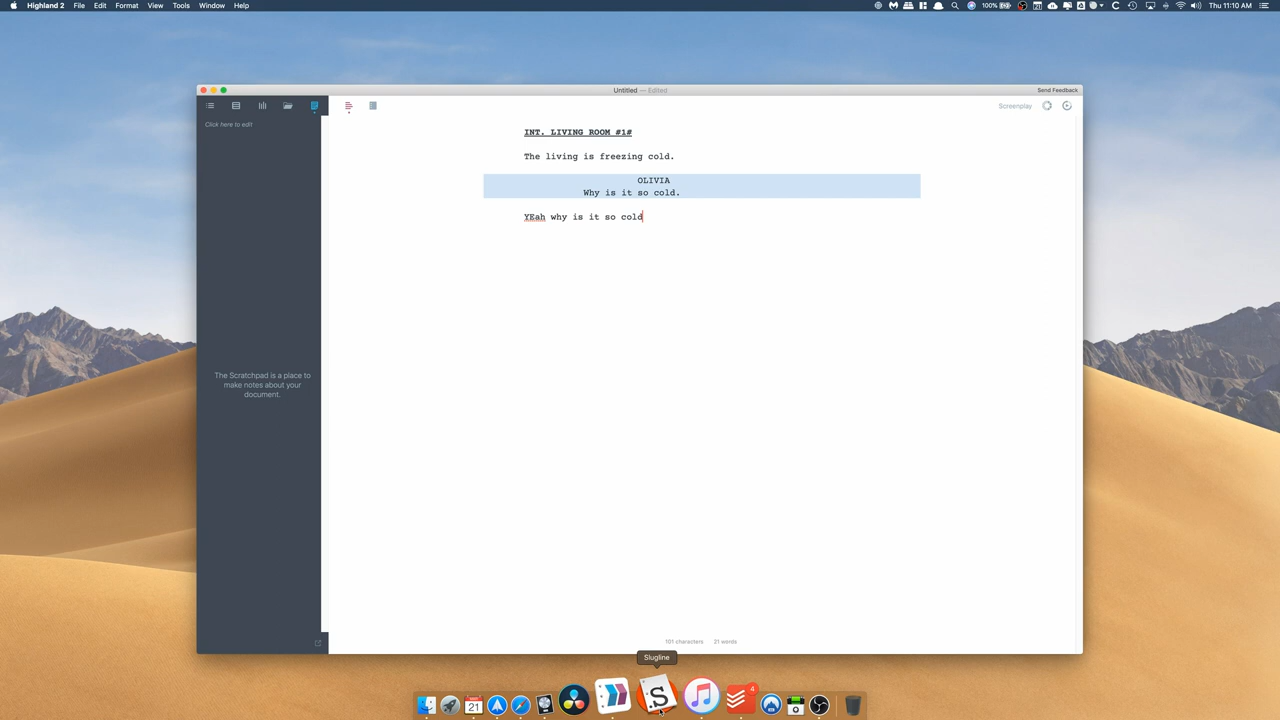 Highland 2 File Edit Format View Tools Window Help 100% Thu 11:10 AM
Untitled — Edited Send Feedback
Screenplay
Click here to edit
INT. LIVING ROOM #1#
The living is freezing cold.
OLIVIA
Why is it so cold.
YEah why is it so cold
The Scratchpad is a place to
make notes about your
document.
101 characters 21 words
Slugline
21
S
4